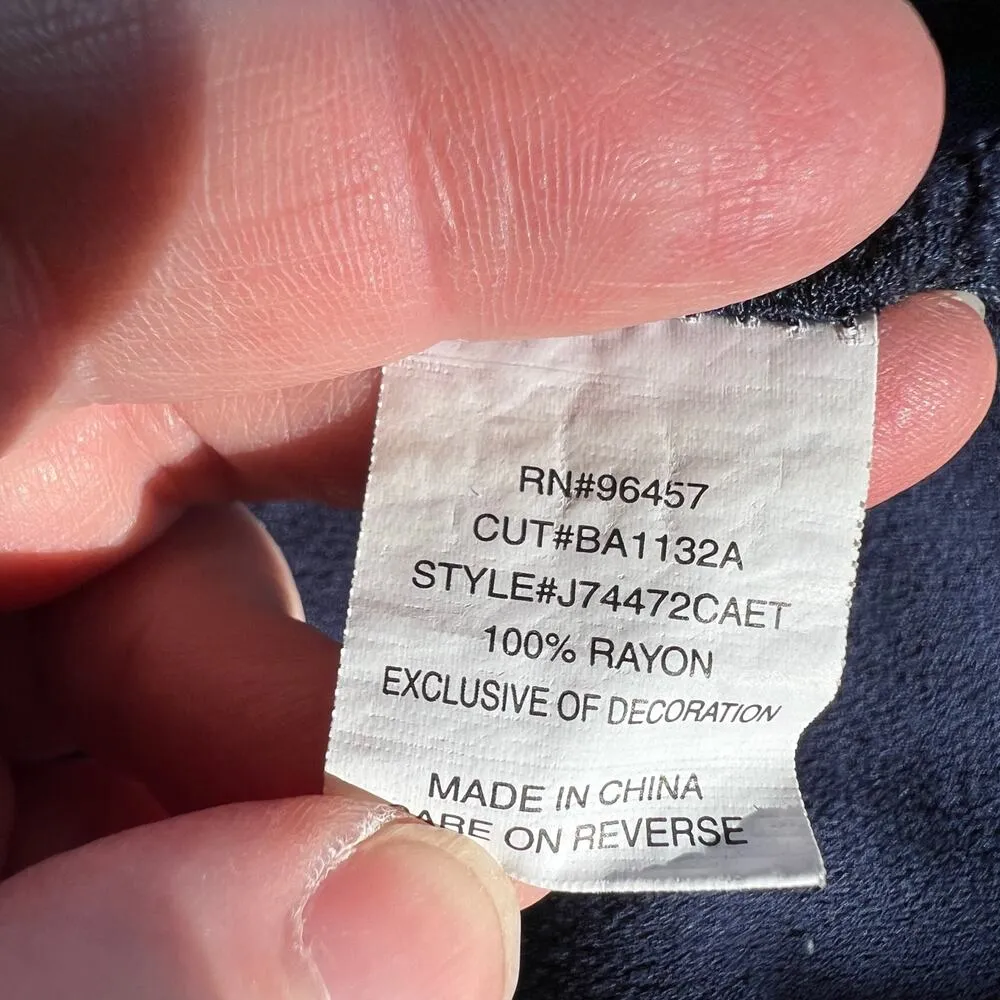 RN#96457
CUT#BA1132A
STYLE#J74472CAET
100% RAYON
EXCLUSIVE OF DECORATION
MADE IN CHINA
ARE ON REVERSE